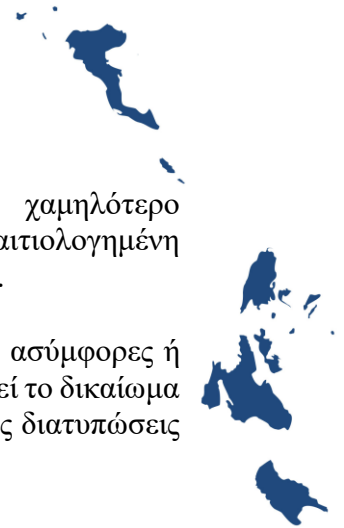 χαμηλότερο
αιτιολογημένη
.
ασύμφορες ή
εί το δικαίωμα
ς διατυπώσεις